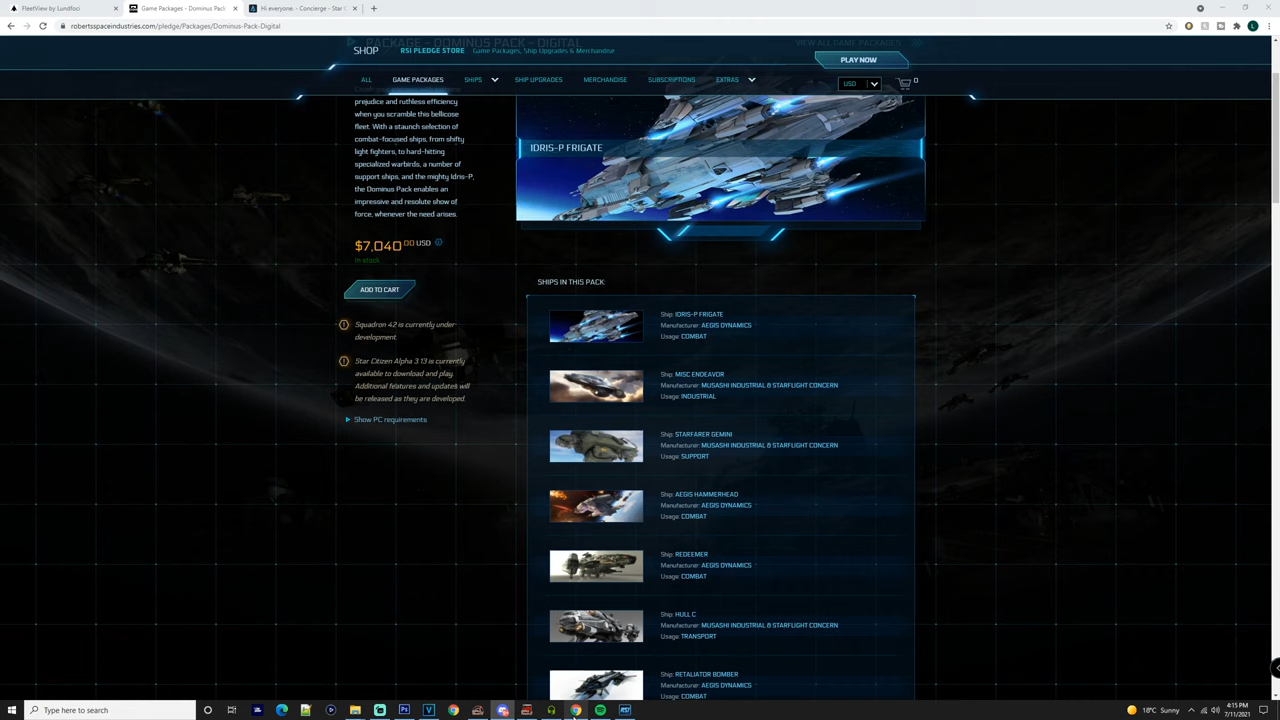 FleetView by Lundfoci
Game Packages - Dominus Pack
Hi everyone. - Concierge - Star C
robertsspaceindustries.com/pledge/Packages/Dominus-Pack-Digital
PACKAGE - DOMINUS PACK - DIGITAL
VIEW ALL GAME PACKAGES
SHOP
RSI PLEDGE STORE
Game Packages, Ship Upgrades & Merchandise
PLAY NOW
ALL
GAME PACKAGES
SHIPS
SHIP UPGRADES
MERCHANDISE
SUBSCRIPTIONS
EXTRAS
USD
0
prejudice and ruthless efficiency
when you scramble this bellicose
fleet. With a staunch selection of
combat-focused ships, from shifty
light fighters, to hard-hitting
specialized warbirds, a number of
support ships, and the mighty Idris-P,
the Dominus Pack enables an
impressive and resolute show of
force, whenever the need arises.
IDRIS-P FRIGATE
$7,040.00 USD
In stock
ADD TO CART
Squadron 42 is currently under
development.
Star Citizen Alpha 3.13 is currently
available to download and play.
Additional features and updates will
be released as they are developed.
Show PC requirements
SHIPS IN THIS PACK:
Ship: IDRIS-P FRIGATE
Manufacturer: AEGIS DYNAMICS
Usage: COMBAT
Ship: MISC ENDEAVOR
Manufacturer: MUSASHI INDUSTRIAL & STARFLIGHT CONCERN
Usage: INDUSTRIAL
Ship: STARFARER GEMINI
Manufacturer: MUSASHI INDUSTRIAL & STARFLIGHT CONCERN
Usage: SUPPORT
Ship: AEGIS HAMMERHEAD
Manufacturer: AEGIS DYNAMICS
Usage: COMBAT
Ship: REDEEMER
Manufacturer: AEGIS DYNAMICS
Usage: COMBAT
Ship: HULL C
Manufacturer: MUSASHI INDUSTRIAL & STARFLIGHT CONCERN
Usage: TRANSPORT
Ship: RETALIATOR BOMBER
Manufacturer: AEGIS DYNAMICS
Usage: COMBAT
Type here to search
18°C Sunny
4:15 PM
7/11/2021